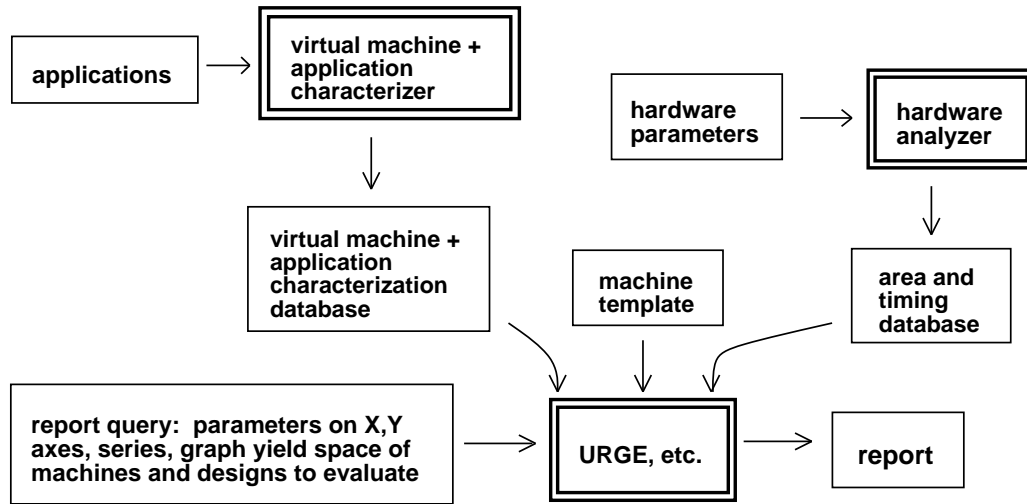 applications
virtual machine +
application
characterizer
hardware
parameters
hardware
analyzer
virtual machine +
application
characterization
database
machine
template
area and
timing
database
report query: parameters on X,Y
axes, series, graph yield space of
machines and designs to evaluate
URGE, etc.
report